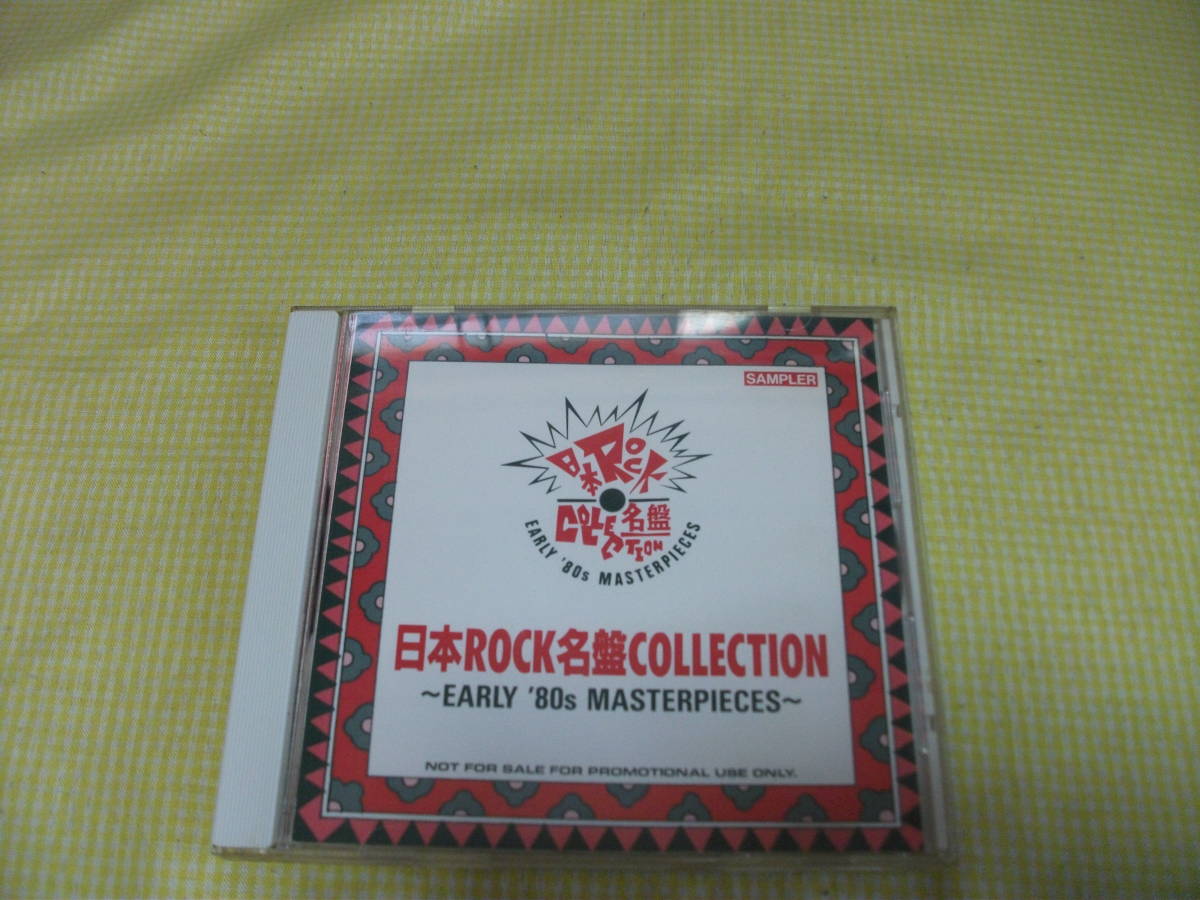 SAMPLER
日本ROCK
COLLECTION名盤
EARLY '80s MASTERPIECES
日本ROCK名盤COLLECTION
~EARLY '80s MASTERPIECES~
NOT FOR SALE FOR PROMOTIONAL USE ONLY.